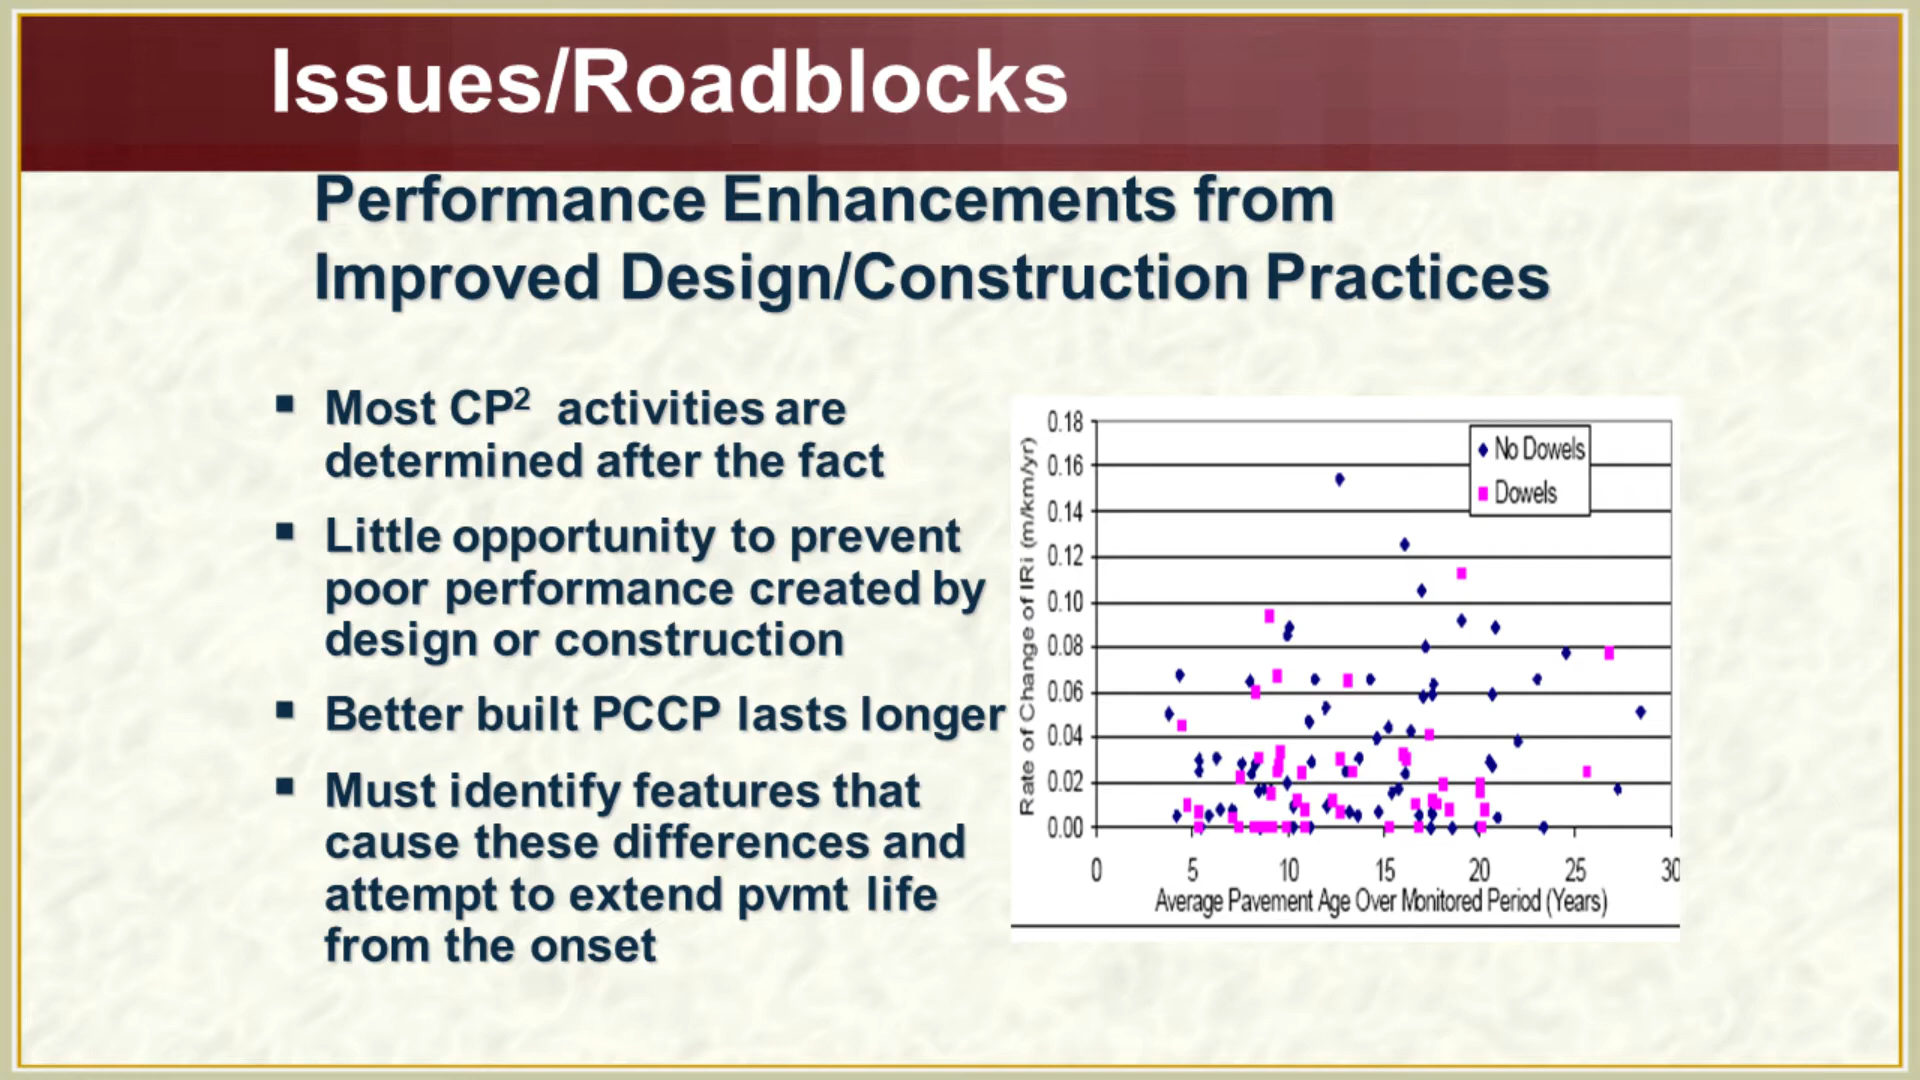 Issues/Roadblocks
Performance Enhancements from
Improved Design/Construction Practices
▪ Most CP² activities are
determined after the fact
▪ Little opportunity to prevent
poor performance created by
design or construction
▪ Better built PCCP lasts longer
▪ Must identify features that
cause these differences and
attempt to extend pvmt life
from the onset
Rate of Change of IRi (m/km/yr)
0.18
0.16
0.14
0.12
0.10
0.08
0.06
0.04
0.02
0.00
No Dowels
Dowels
0 5 10 15 20 25 30
Average Pavement Age Over Monitored Period (Years)